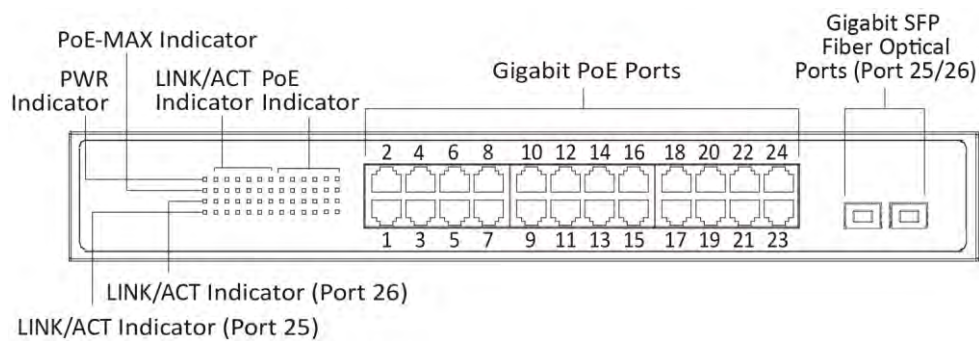 PoE-MAX Indicator
PWR
Indicator
LINK/ACT PoE
Indicator Indicator
Gigabit PoE Ports
Gigabit SFP
Fiber Optical
Ports (Port 25/26)
2 4 6 8 10 12 14 16 18 20 22 24
1 3 5 7 9 11 13 15 17 19 21 23
LINK/ACT Indicator (Port 26)
LINK/ACT Indicator (Port 25)